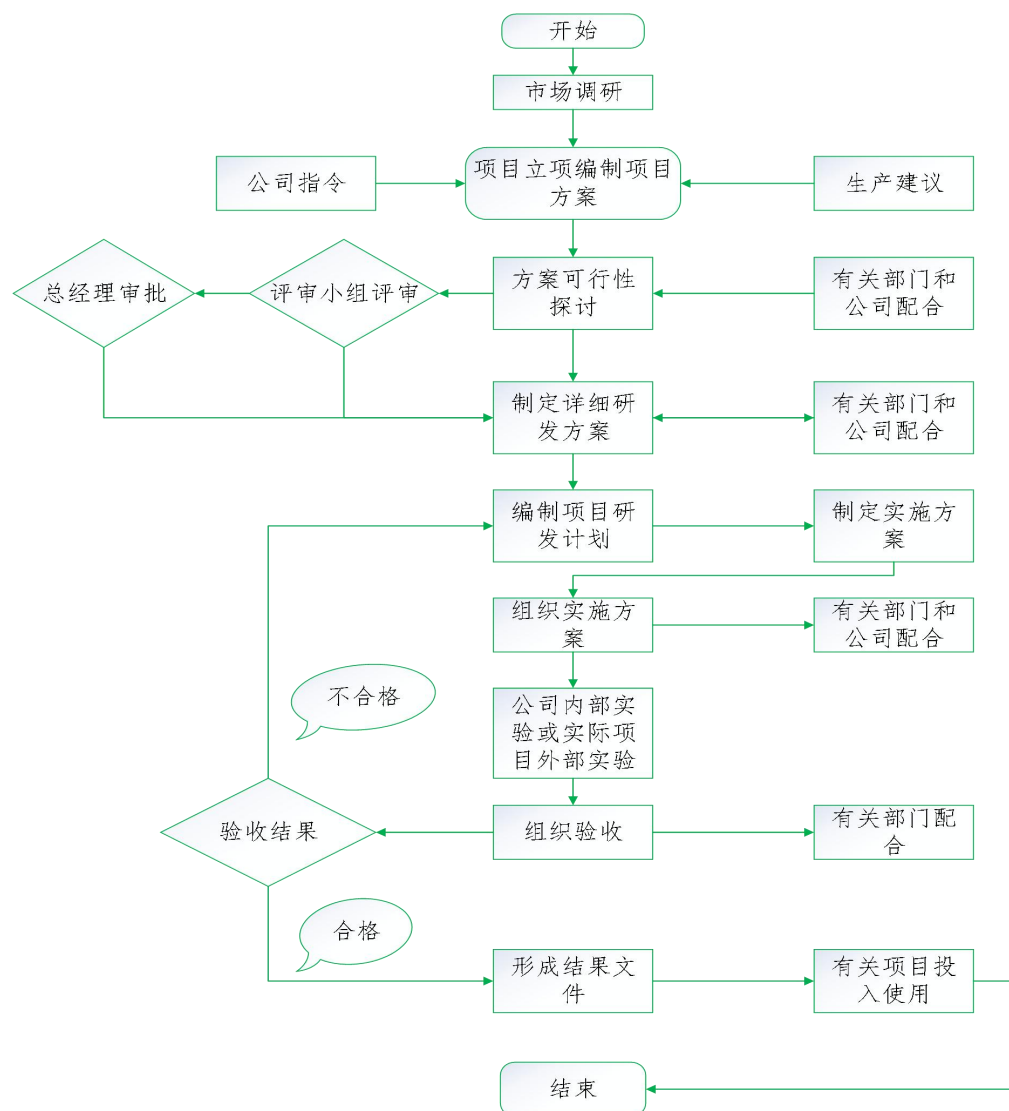 开始
市场调研
公司指令
项目立项编制项目
方案
生产建议
总经理审批
评审小组评审
方案可行性
探讨
有关部门和
公司配合
制定详细研
发方案
有关部门和
公司配合
编制项目研
发计划
制定实施方
案
组织实施方
案
有关部门和
公司配合
不合格
公司内部实
验或实际项
目外部实验
验收结果
组织验收
有关部门配
合
合格
形成结果文
件
有关项目投
入使用
结束